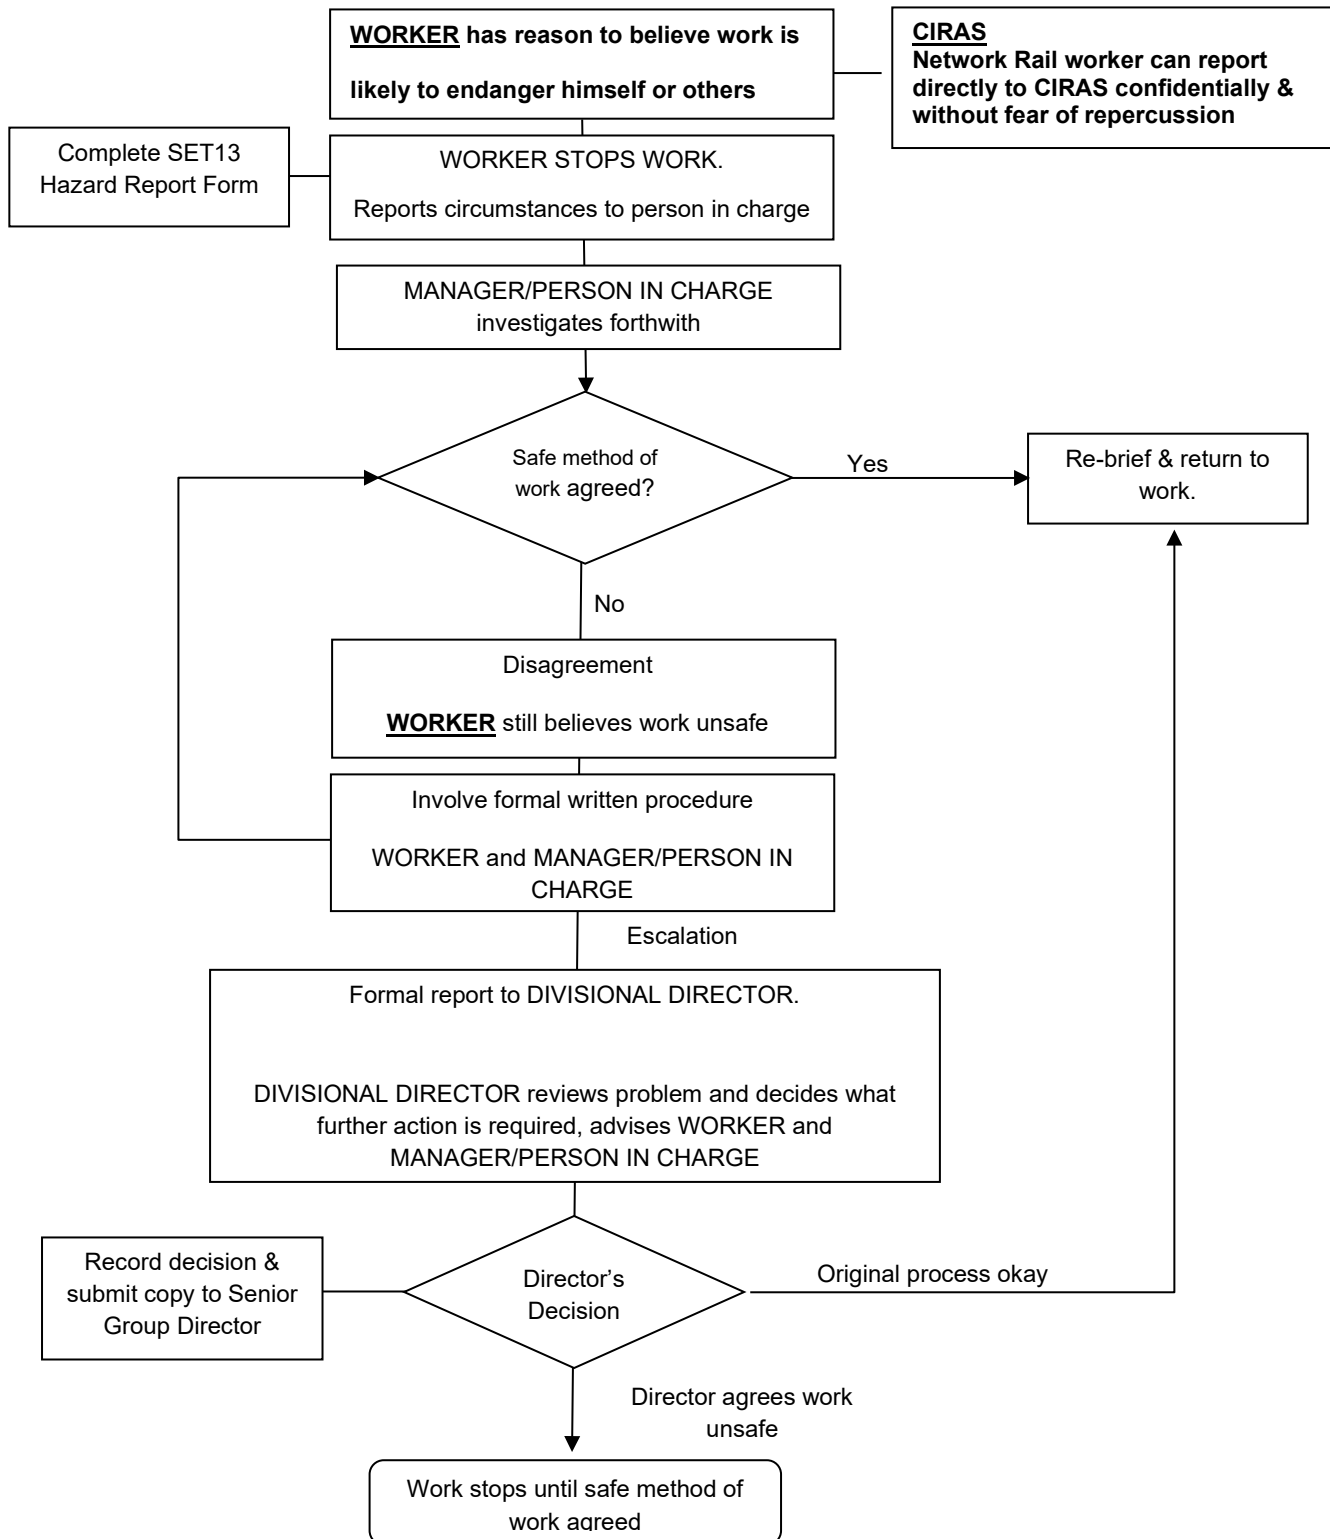 WORKER has reason to believe work is
likely to endanger himself or others
CIRAS
Network Rail worker can report
directly to CIRAS confidentially &
without fear of repercussion
Complete SET13
Hazard Report Form
WORKER STOPS WORK.
Reports circumstances to person in charge
MANAGER/PERSON IN CHARGE
investigates forthwith
Safe method of
work agreed?
Yes
Re-brief & return to
work.
No
Disagreement
WORKER still believes work unsafe
Involve formal written procedure
WORKER and MANAGER/PERSON IN
CHARGE
Escalation
Formal report to DIVISIONAL DIRECTOR.
DIVISIONAL DIRECTOR reviews problem and decides what
further action is required, advises WORKER and
MANAGER/PERSON IN CHARGE
Record decision &
submit copy to Senior
Group Director
Director’s
Decision
Original process okay
Director agrees work
unsafe
Work stops until safe method of
work agreed